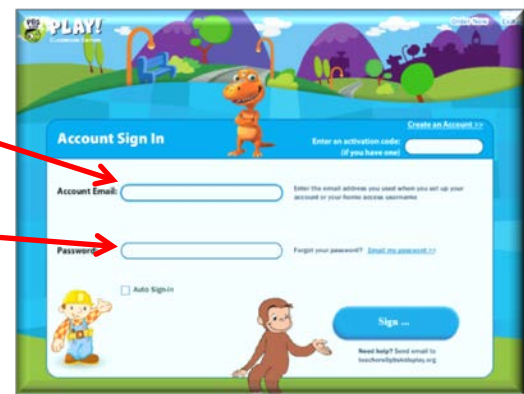 PBS
PLAY!
Order Now
Create an Account >>
Account Sign In
Enter an activation code:
(if you have one)
Account Email:
Enter the email address you used when you set up your
account or your home access username
Password:
Forgot your password? Email my password >>
Auto Sign-in
Sign ...
Need help? Send email to
teachers@pbskidsplay.org